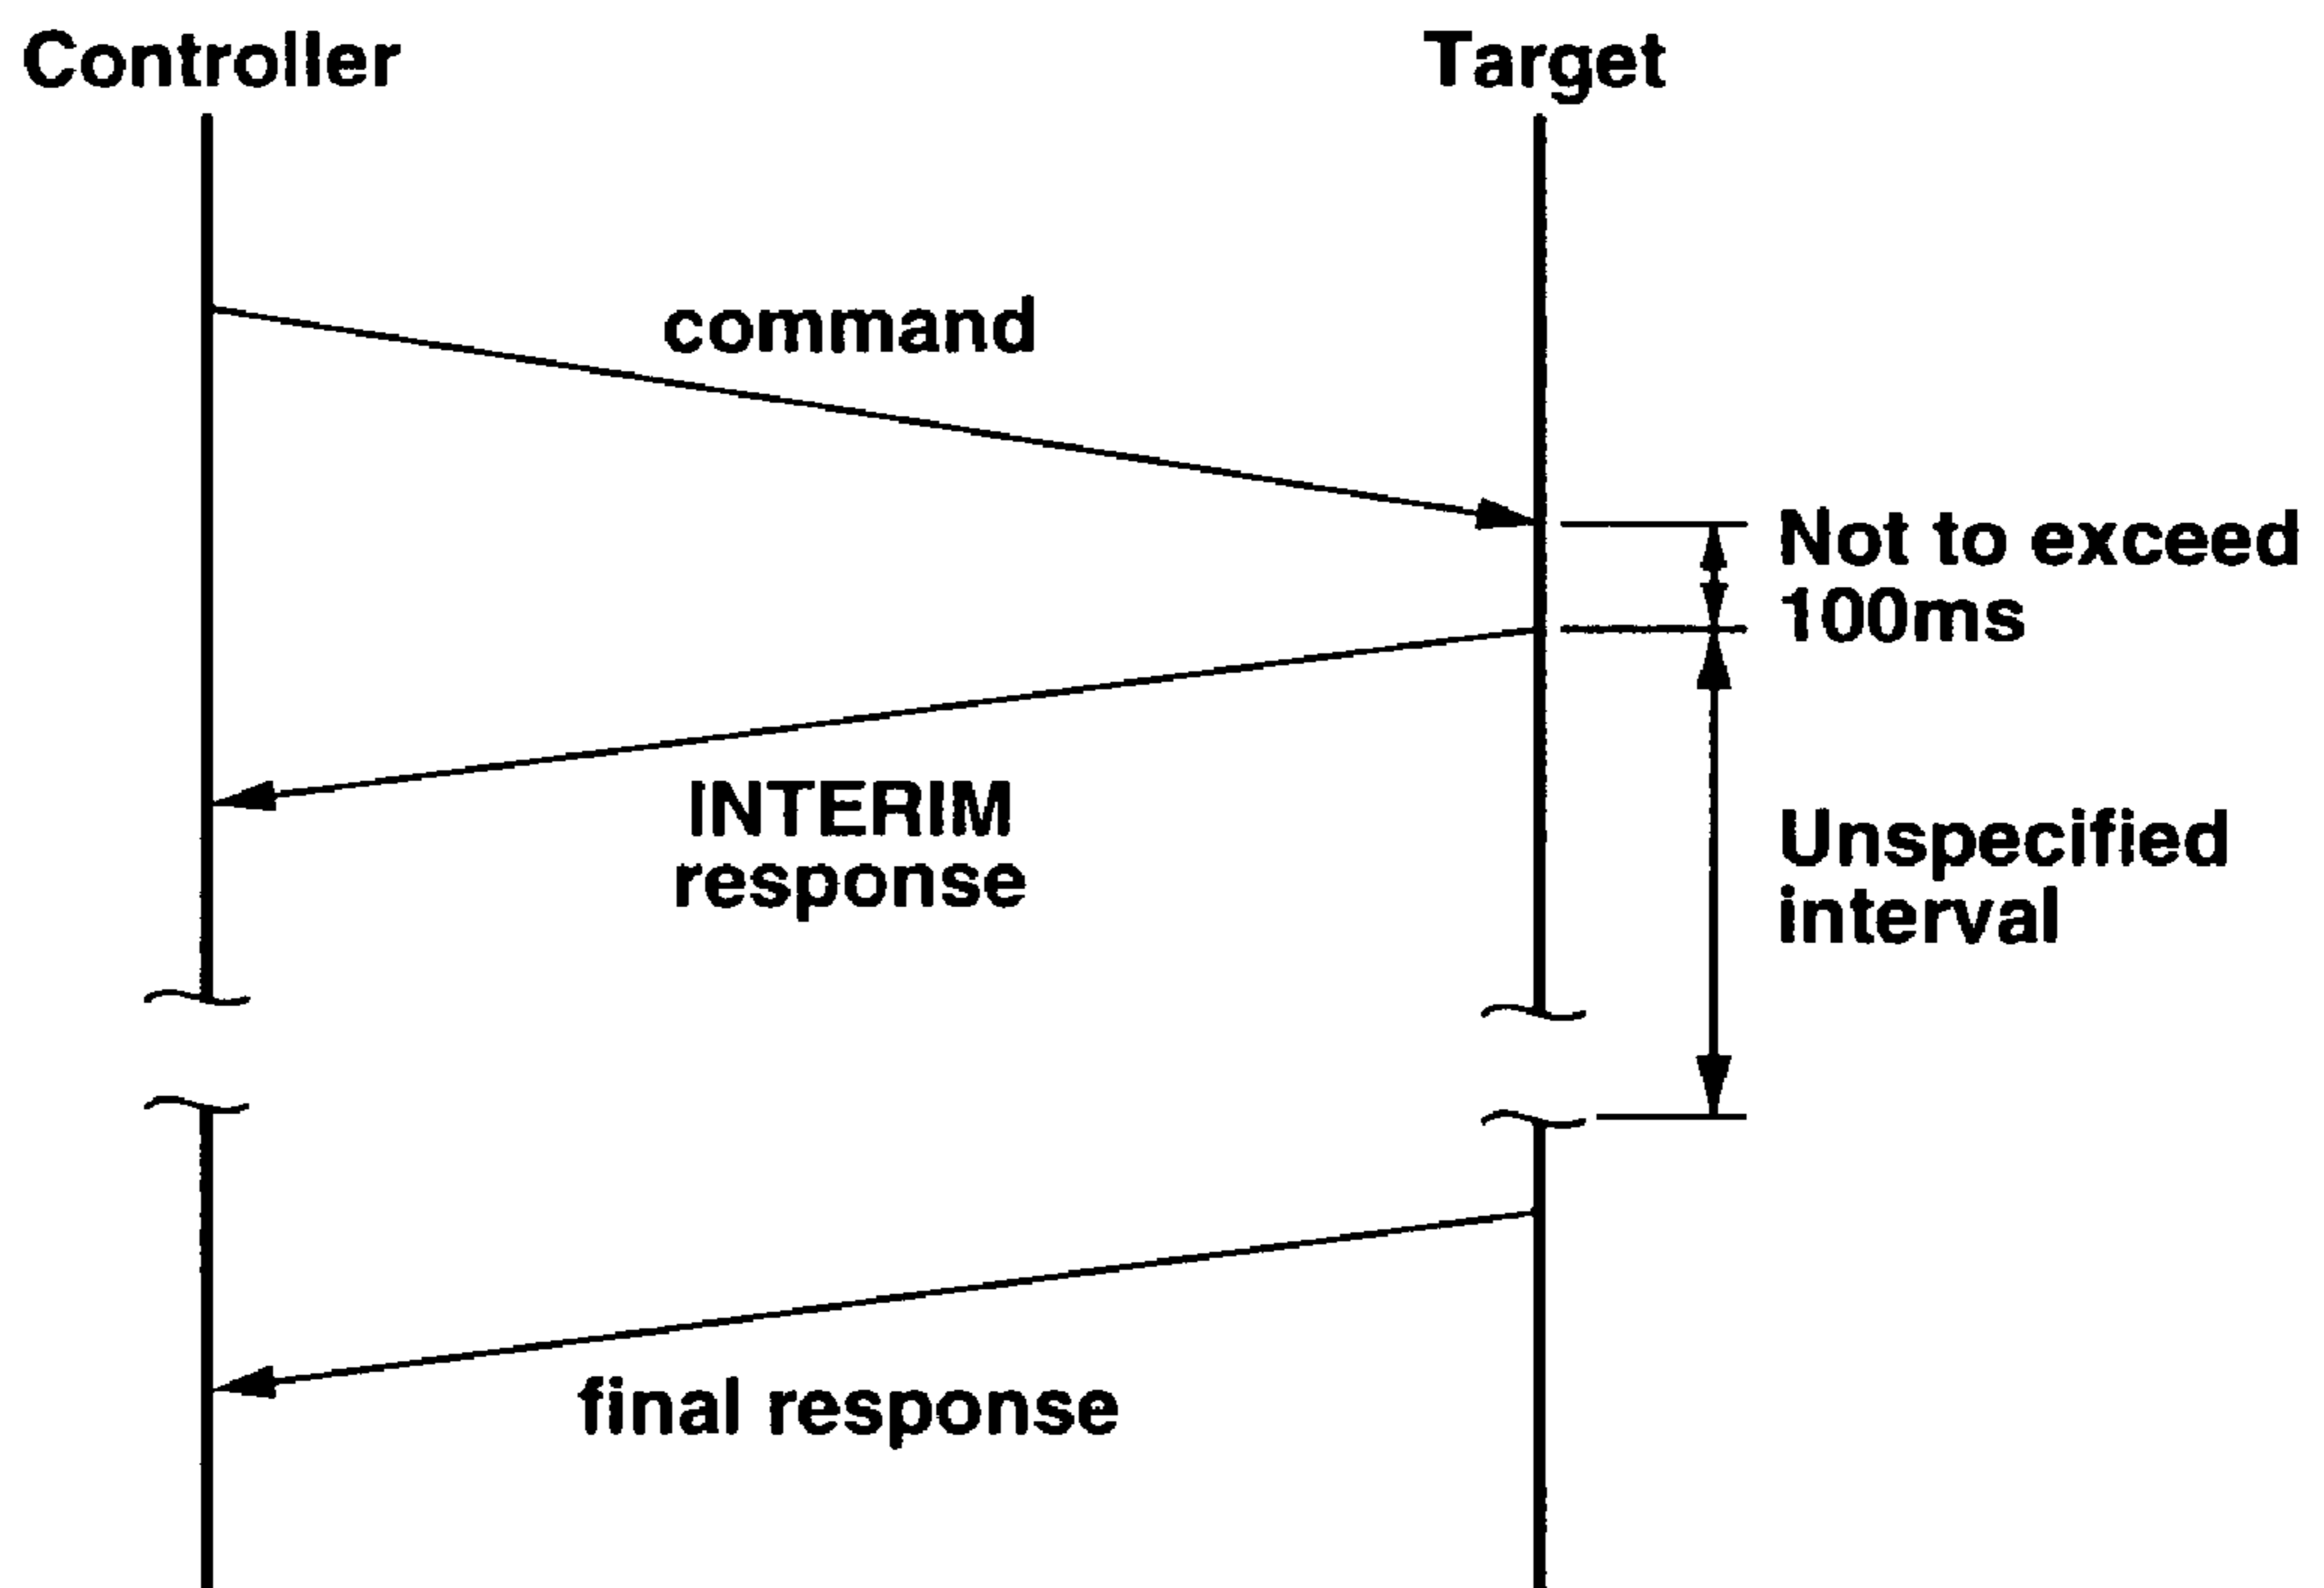 Controller
Target
command
Not to exceed
100ms
INTERIM
response
Unspecified
interval
final response